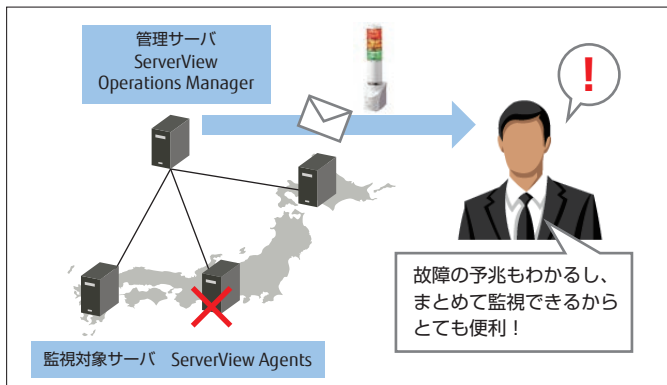 管理サーバ
ServerView
Operations Manager
!
故障の予兆もわかるし、
まとめて監視できるから
とても便利！
監視対象サーバ　ServerView Agents